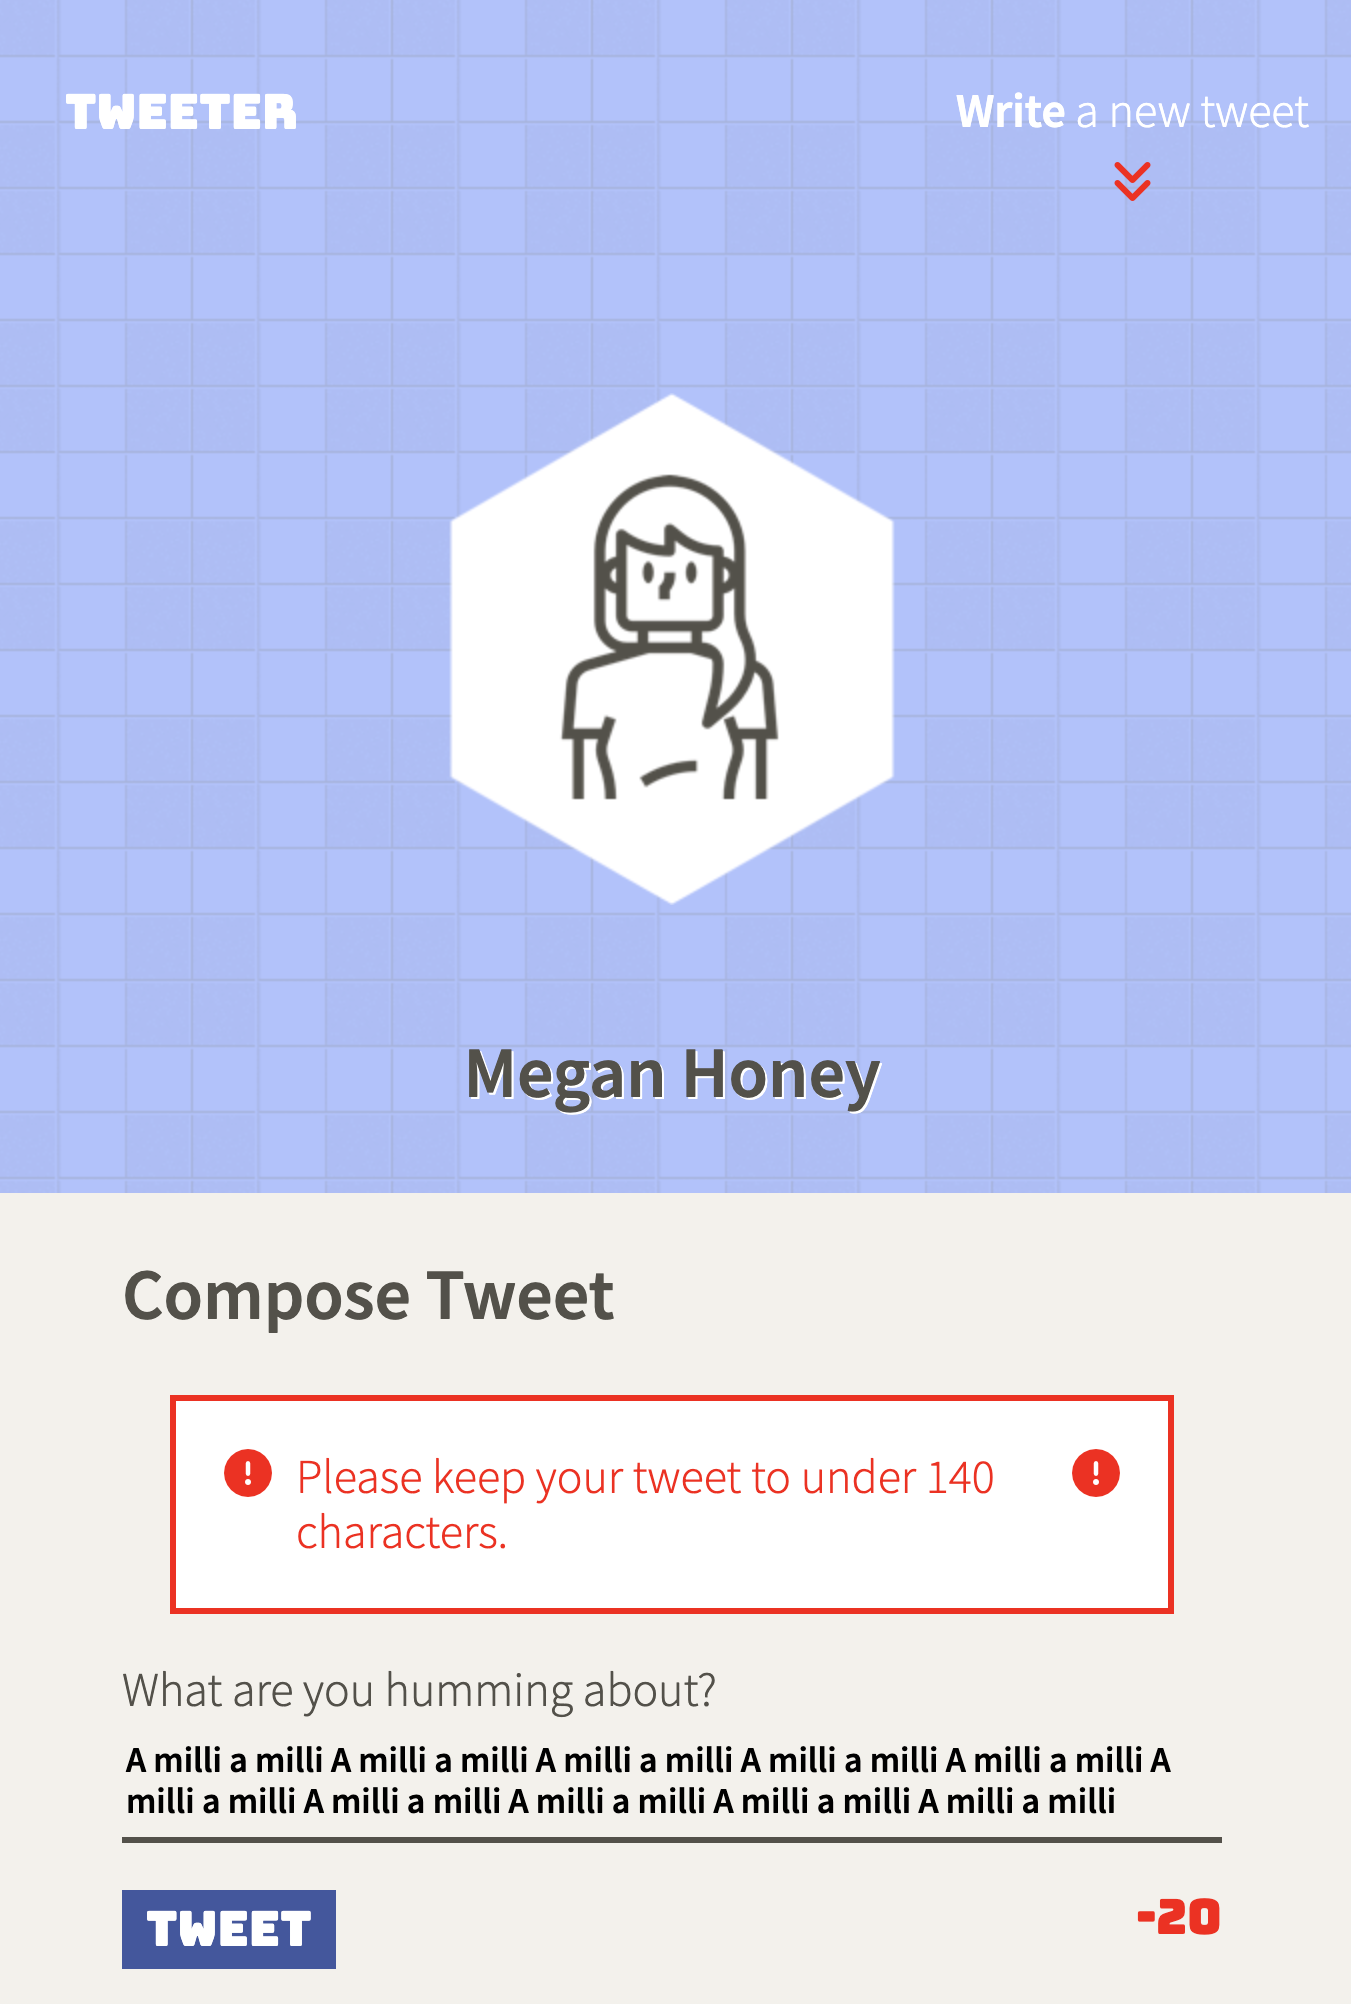 TWEETER
Write a new tweet
Megan Honey
Compose Tweet
Please keep your tweet to under 140
characters.
What are you humming about?
A milli a milli A milli a milli A milli a milli A milli a milli A milli a milli A
milli a milli A milli a milli A milli a milli A milli a milli A milli a milli
TWEET
-20